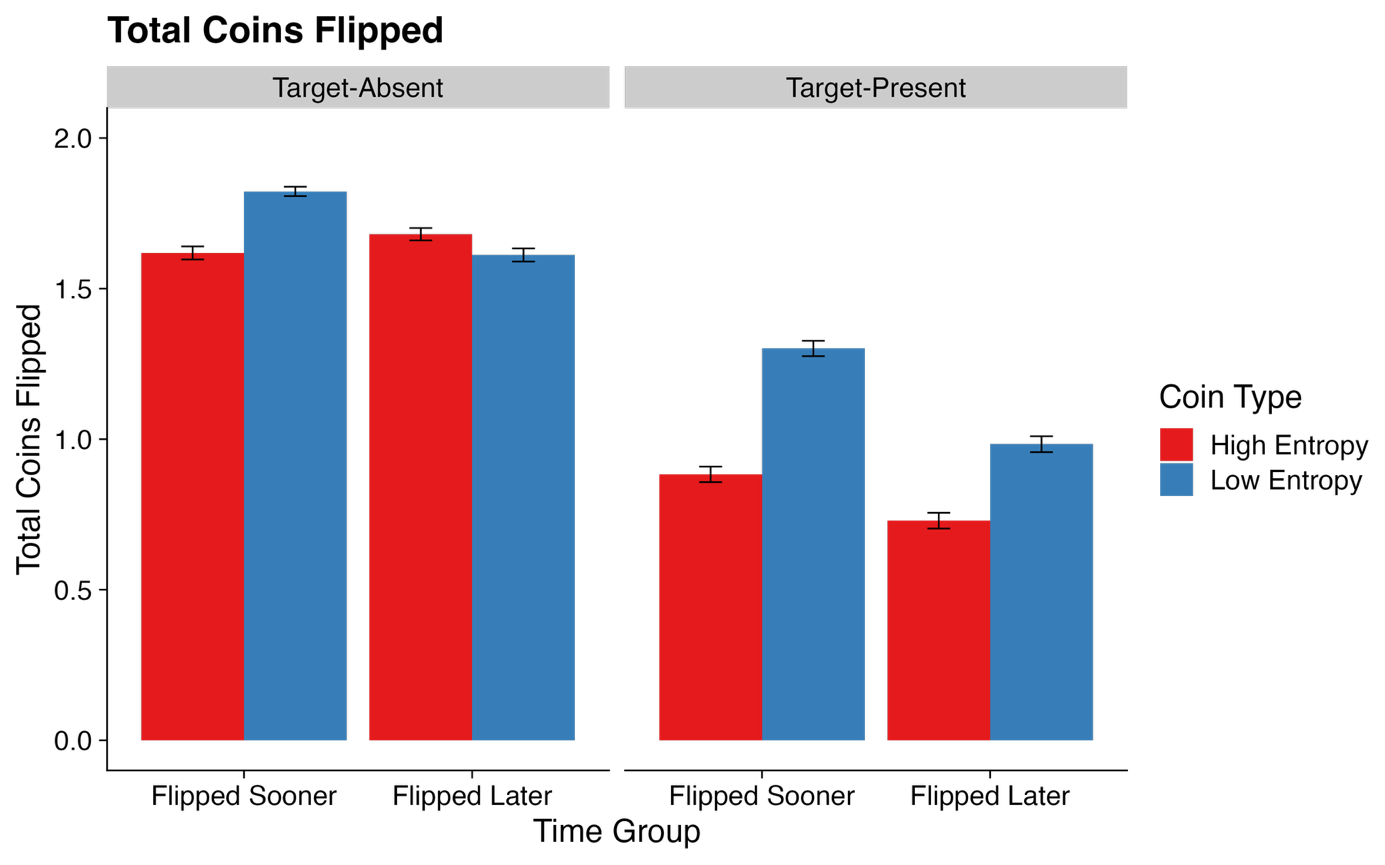 Total Coins Flipped
Target-Absent
Target-Present
Total Coins Flipped
2.0
1.5
1.0
0.5
0.0
Flipped Sooner
Flipped Later
Flipped Sooner
Flipped Later
Time Group
Coin Type
High Entropy
Low Entropy